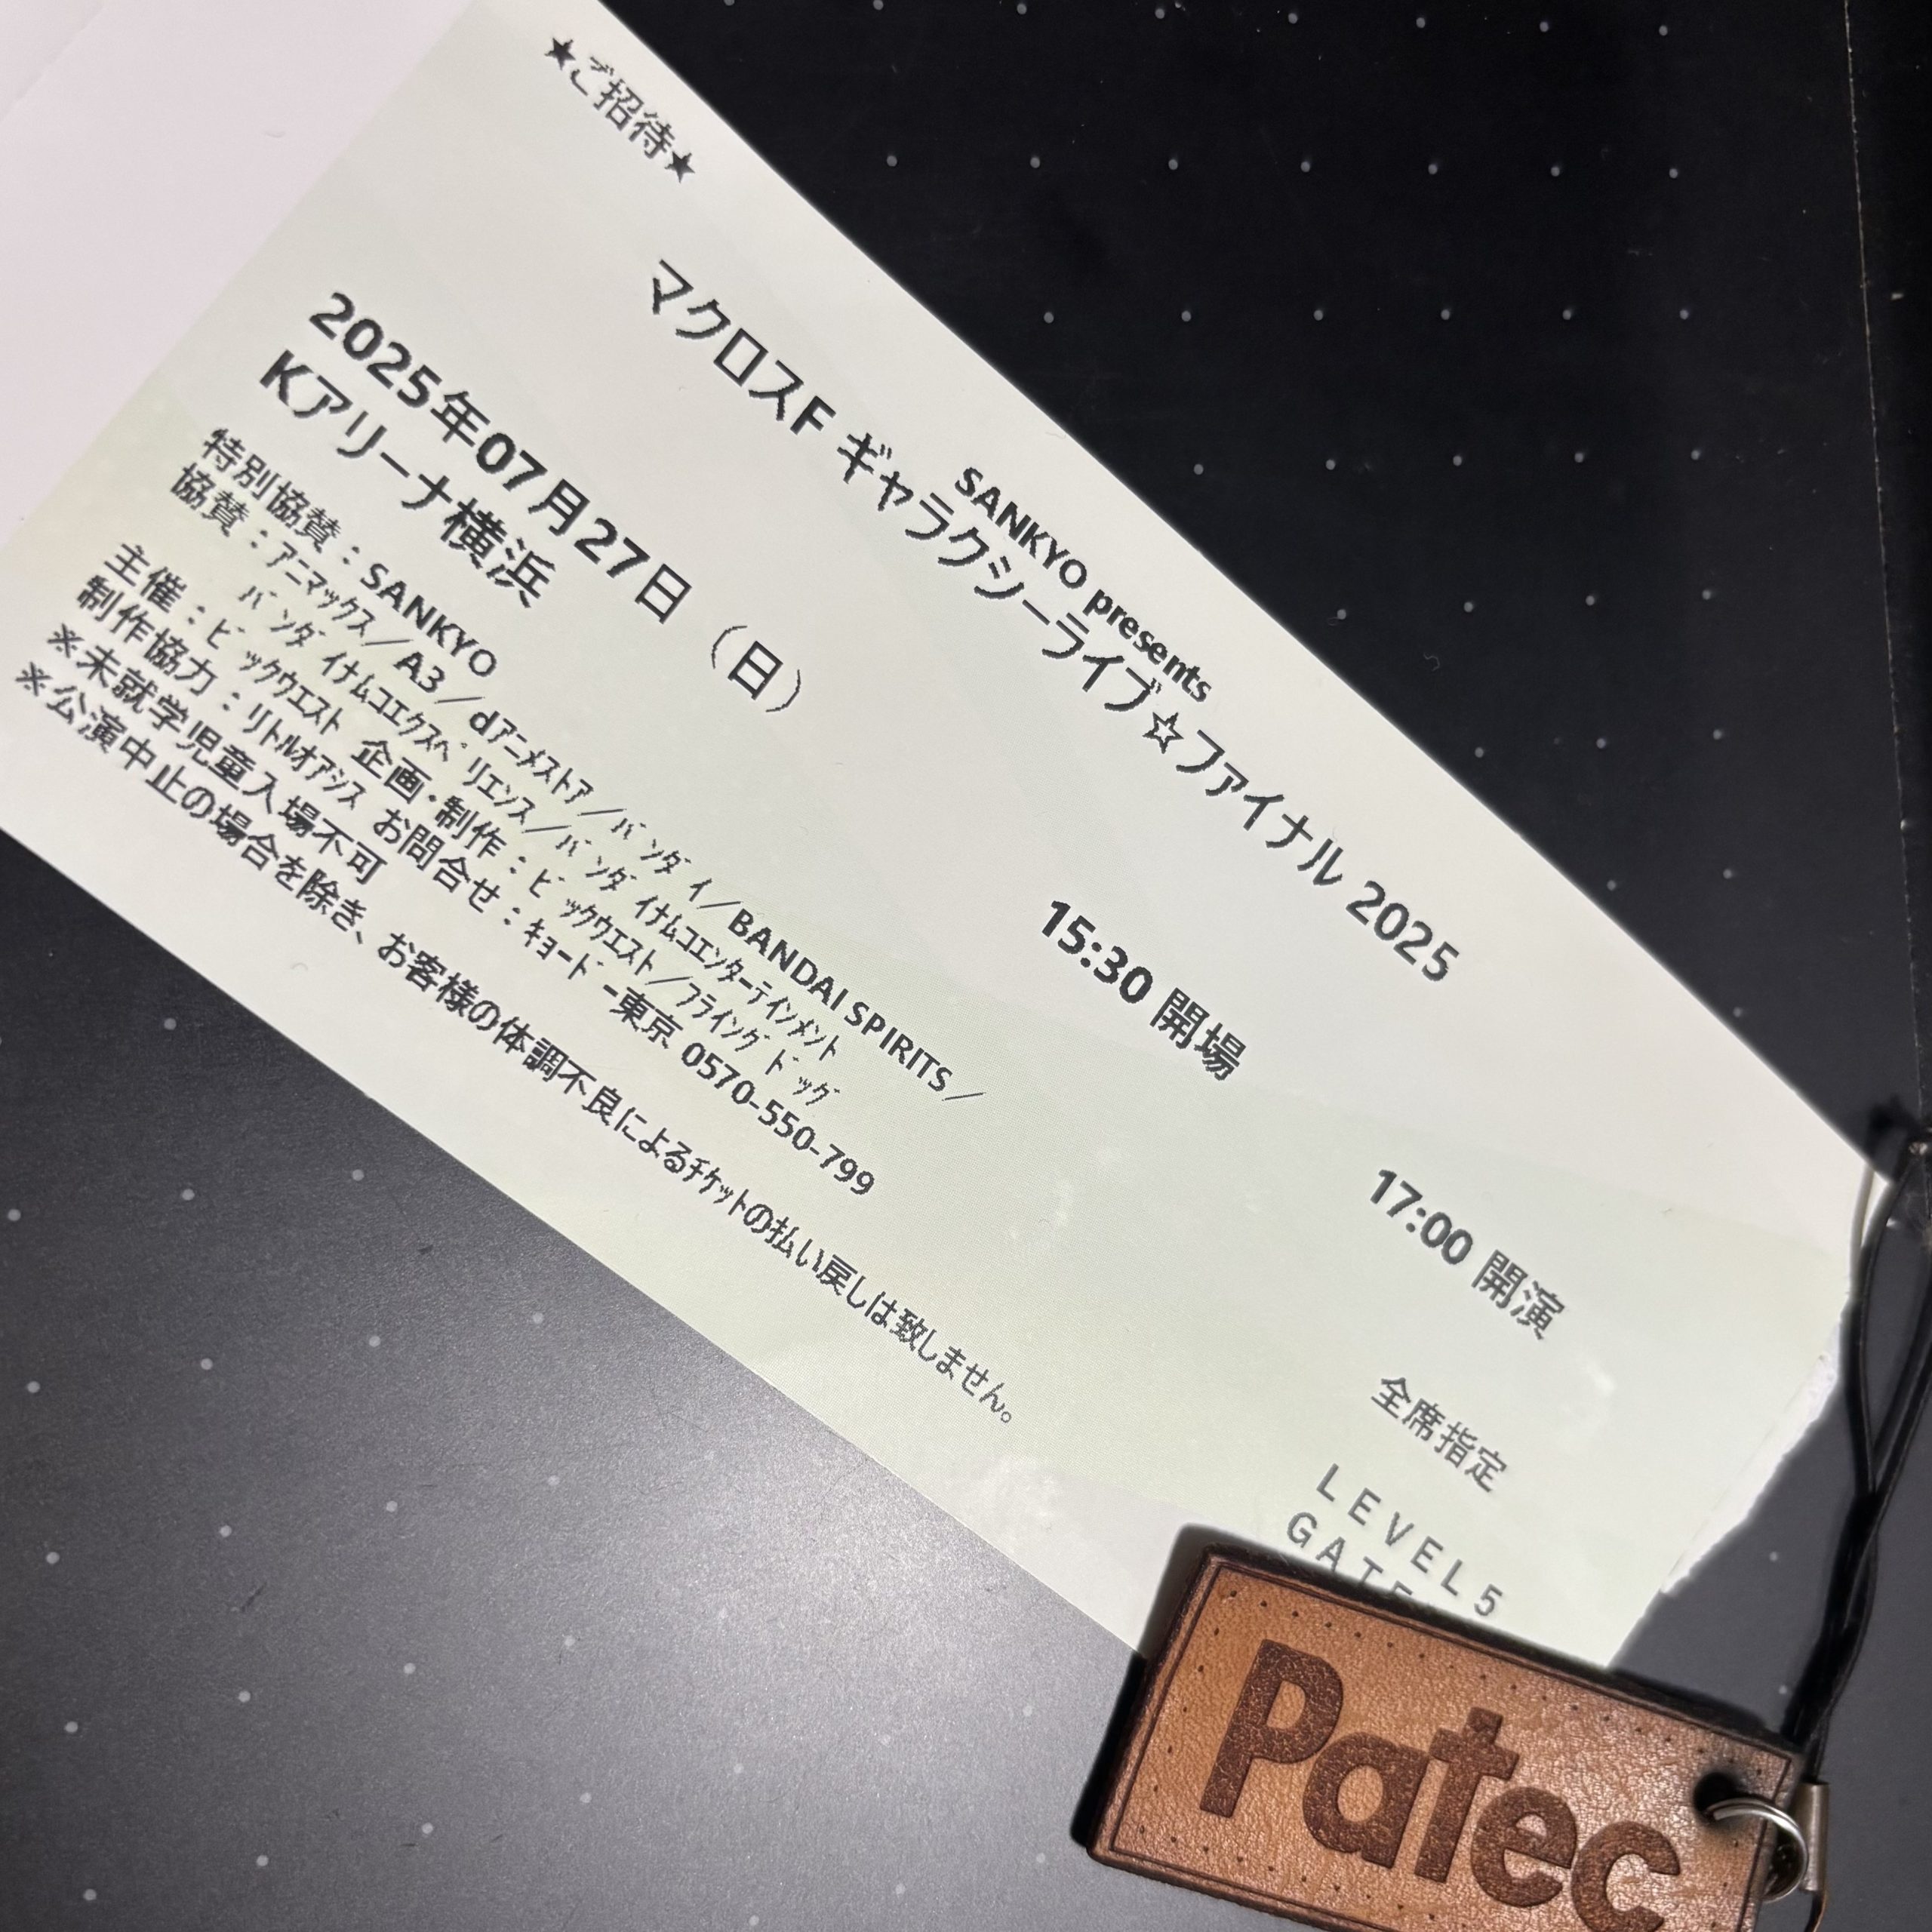 ★ご招待★
SANKYO presents
マクロスF ギャラクシーライブ☆ファイナル 2025
2025年07月27日（日） 15:30 開場 17:00 開演
Kアリーナ横浜
特別協賛：SANKYO
協賛：ｱﾆﾏｯｸｽ／A3／dｱﾆﾒｽﾄｱ／ﾊﾞﾝﾀﾞｲ／BANDAI SPIRITS／
ﾊﾞﾝﾀﾞｲﾅﾑｺｴｸｽﾍﾟﾘｴﾝｽ／ﾊﾞﾝﾀﾞｲﾅﾑｺｴﾝﾀｰﾃｲﾝﾒﾝﾄ
主催：ﾋﾞｯｸｳｴｽﾄ 企画・制作：ﾋﾞｯｸｳｴｽﾄ／ﾌﾗｲﾝｸﾞﾄﾞｯｸﾞ
制作協力：ﾘﾄﾙｵｱｼｽ お問合せ：ｷｮｰﾄﾞｰ東京 0570-550-799
※未就学児童入場不可
※公演中止の場合を除き、お客様の体調不良によるﾁｹｯﾄの払い戻しは致しません。
全席指定
LEVEL5
GATE
Patec